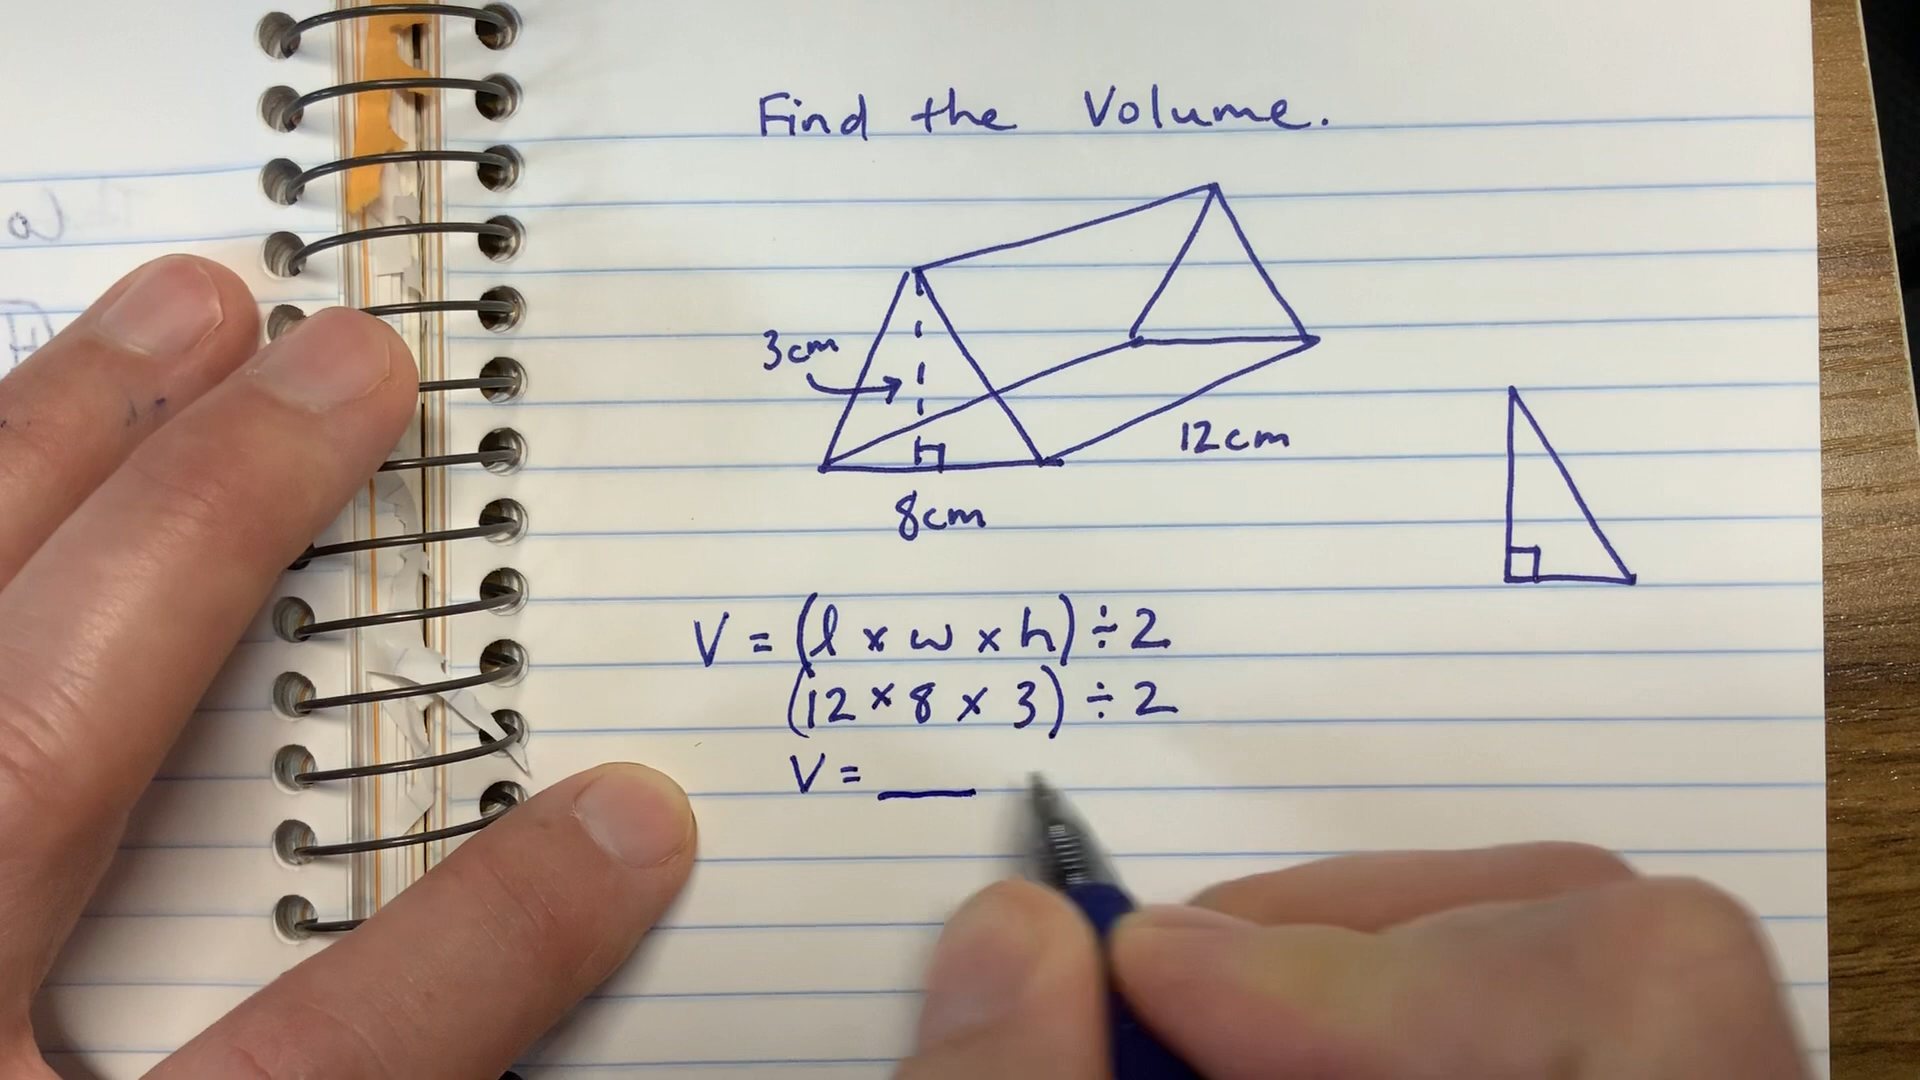 Find the Volume.
3cm
12cm
8cm
V = (l × w × h) ÷ 2
(12 × 8 × 3) ÷ 2
V = ___